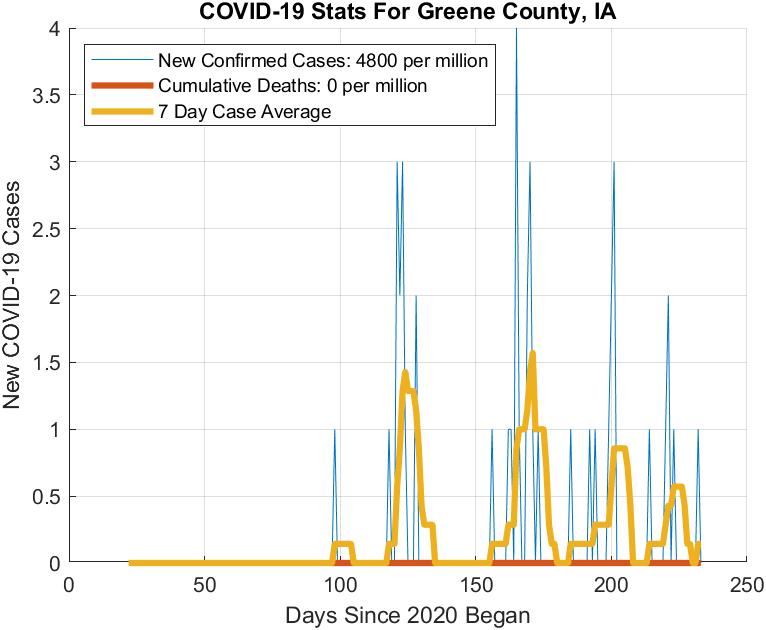 COVID-19 Stats For Greene County, IA
New Confirmed Cases: 4800 per million
Cumulative Deaths: 0 per million
7 Day Case Average
New COVID-19 Cases
4
3.5
3
2.5
2
1.5
1
0.5
0
0 50 100 150 200 250
Days Since 2020 Began